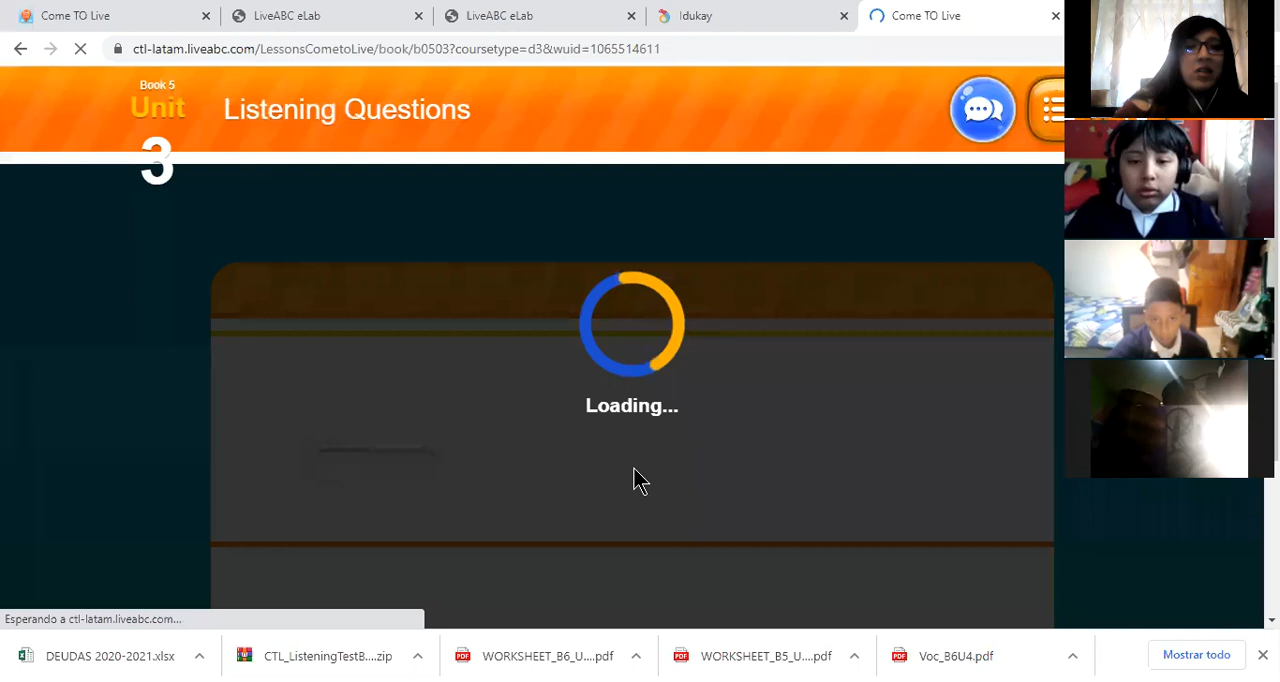 Come TO Live
LiveABC eLab
LiveABC eLab
Idukay
Come TO Live
ctl-latam.liveabc.com/LessonsCometoLive/book/b0503?coursetype=d3&wuid=1065514611
Book 5
Unit
3
Listening Questions
Loading...
Esperando a ctl-latam.liveabc.com...
DEUDAS 2020-2021.xlsx
CTL_ListeningTestB....zip
WORKSHEET_B6_U....pdf
WORKSHEET_B5_U....pdf
Voc_B6U4.pdf
Mostrar todo